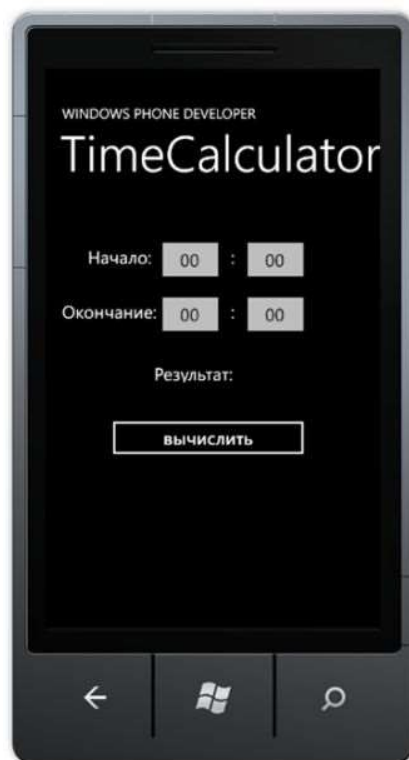 WINDOWS PHONE DEVELOPER
TimeCalculator
Начало: 00 : 00
Окончание: 00 : 00
Результат:
вычислить